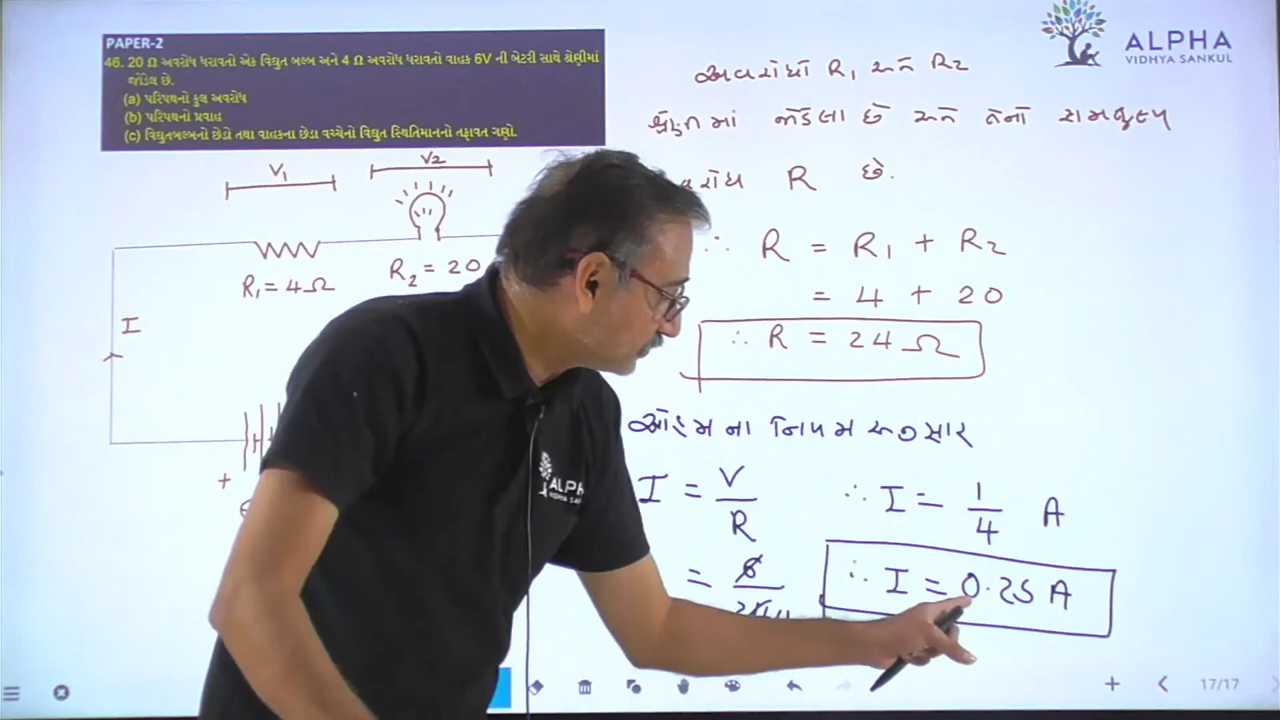 PAPER-2
46. 20 Ω અવરોધ ધરાવતો એક વિદ્યુત બલ્બ અને 4 Ω અવરોધ ધરાવતો વાહક 6V ની બેટરી સાથે શ્રેણીમાં
જોડેલ છે.
(a) પરિપથનો કુલ અવરોધ
(b) પરિપથનો પ્રવાહ
(c) વિદ્યુતબલ્બનો છેડો તથા વાહકના છેડા વચ્ચેનો વિદ્યુત સ્થિતિમાનનો તફાવત ગણો.
V1
V2
R1 = 4Ω
R2 = 20
I
+
ALPHA
VIDHYA SANKUL
અવરોધો R1 અને R2
શ્રેણીમાં જોડેલા છે અને તેનો સમતુલ્ય
R છે.
∴ R = R1 + R2
= 4 + 20
∴ R = 24 Ω
ઓહમના નિયમ અનુસાર
I = V/R
∴ I = 1/4 A
∴ I = 0.25 A
ALPH
17/17